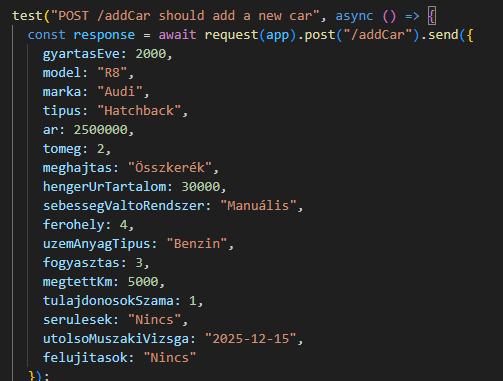 test("POST /addCar should add a new car", async () => {
const response = await request(app).post("/addCar").send({
gyartasEve: 2000,
model: "R8",
marka: "Audi",
tipus: "Hatchback",
ar: 2500000,
tomeg: 2,
meghajtas: "Összkerék",
hengerUrTartalom: 30000,
sebessegValtoRendszer: "Manuális",
ferohely: 4,
uzemAnyagTipus: "Benzin",
fogyasztas: 3,
megtettKm: 5000,
tulajdonosokSzama: 1,
serulesek: "Nincs",
utolsoMuszakiVizsga: "2025-12-15",
felujitasok: "Nincs"
});